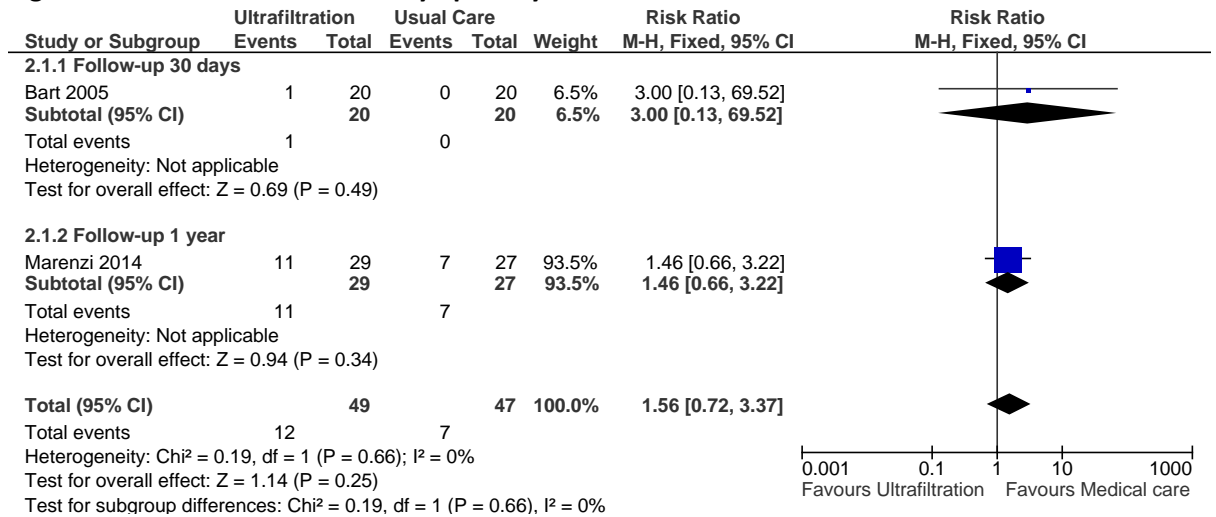 Ultrafiltration Usual Care Risk Ratio Risk Ratio
Study or Subgroup Events Total Events Total Weight M-H, Fixed, 95% CI M-H, Fixed, 95% CI
2.1.1 Follow-up 30 days
Bart 2005 1 20 0 20 6.5% 3.00 [0.13, 69.52]
Subtotal (95% CI) 20 20 6.5% 3.00 [0.13, 69.52]
Total events 1 0
Heterogeneity: Not applicable
Test for overall effect: Z = 0.69 (P = 0.49)
2.1.2 Follow-up 1 year
Marenzi 2014 11 29 7 27 93.5% 1.46 [0.66, 3.22]
Subtotal (95% CI) 29 27 93.5% 1.46 [0.66, 3.22]
Total events 11 7
Heterogeneity: Not applicable
Test for overall effect: Z = 0.94 (P = 0.34)
Total (95% CI) 49 47 100.0% 1.56 [0.72, 3.37]
Total events 12 7
Heterogeneity: Chi² = 0.19, df = 1 (P = 0.66); I² = 0%
Test for overall effect: Z = 1.14 (P = 0.25)
Test for subgroup differences: Chi² = 0.19, df = 1 (P = 0.66), I² = 0%
0.001 0.1 1 10 1000
Favours Ultrafiltration Favours Medical care